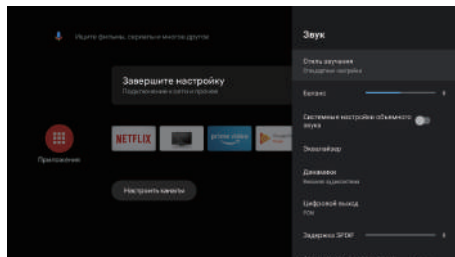 Ищите фильмы, сериалы и многое другое
Завершите настройку
Подключение к сети и прочее
NETFLIX
prime video
Приложения
Настроить каналы
Звук
Стиль звучания
Стандартная настройка
Баланс
Системные настройки объемного
звука
Эквалайзер
Динамики
Внешняя аудиосистема
Цифровой выход
PCM
Задержка SPDIF